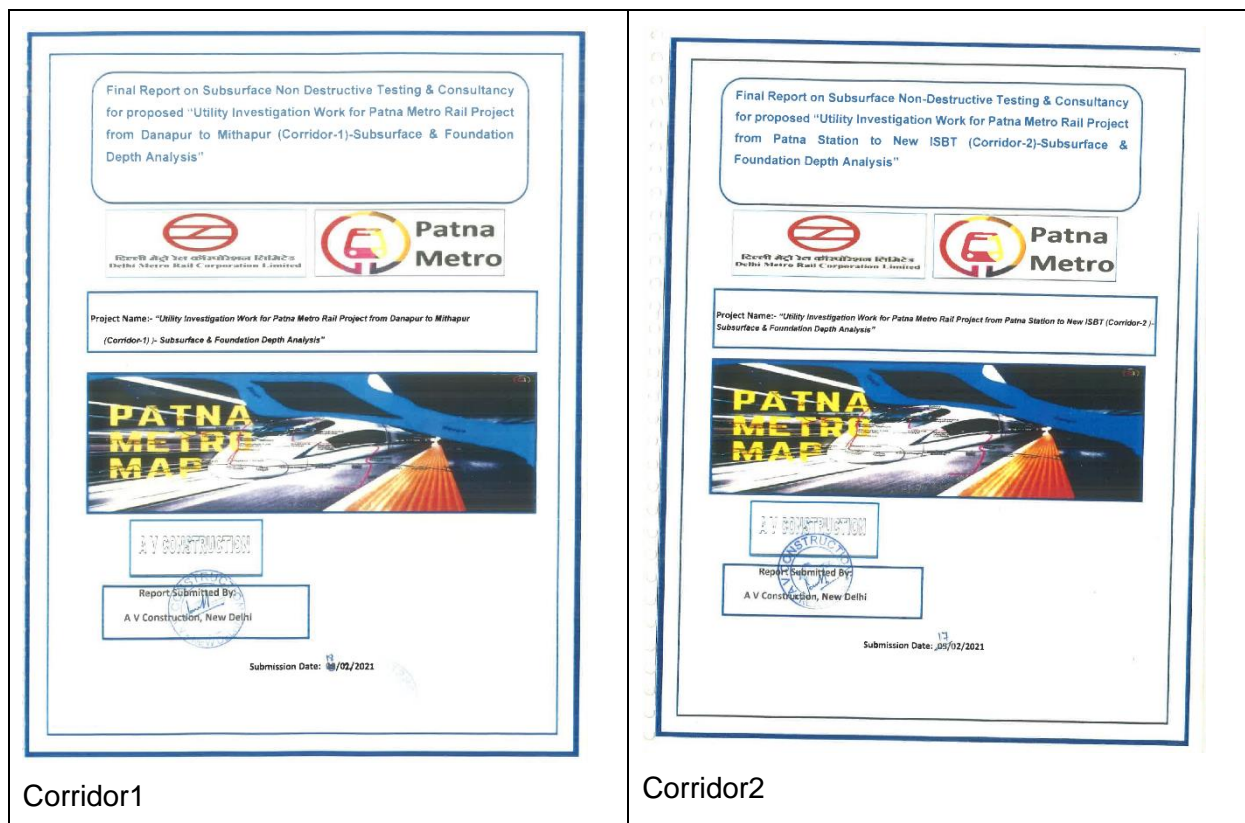 Final Report on Subsurface Non Destructive Testing & Consultancy
for proposed “Utility Investigation Work for Patna Metro Rail Project
from Danapur to Mithapur (Corridor-1)-Subsurface & Foundation
Depth Analysis”
दिल्ली मेट्रो रेल कॉरपोरेशन लिमिटेड
Delhi Metro Rail Corporation Limited
Patna
Metro
Project Name:- “Utility Investigation Work for Patna Metro Rail Project from Danapur to Mithapur
(Corridor-1) )- Subsurface & Foundation Depth Analysis”
PATNA
METRO
MAP
A V CONSTRUCTION
Report Submitted By:
A V Construction, New Delhi
Submission Date: /02/2021
Corridor1
Final Report on Subsurface Non-Destructive Testing & Consultancy
for proposed “Utility Investigation Work for Patna Metro Rail Project
from Patna Station to New ISBT (Corridor-2)-Subsurface &
Foundation Depth Analysis”
दिल्ली मेट्रो रेल कॉरपोरेशन लिमिटेड
Delhi Metro Rail Corporation Limited
Patna
Metro
Project Name:- “Utility Investigation Work for Patna Metro Rail Project from Patna Station to New ISBT (Corridor-2 )-
Subsurface & Foundation Depth Analysis”
PATNA
METRO
MAP
A V CONSTRUCTION
Report Submitted By:
A V Construction, New Delhi
17
Submission Date: 09/02/2021
Corridor2